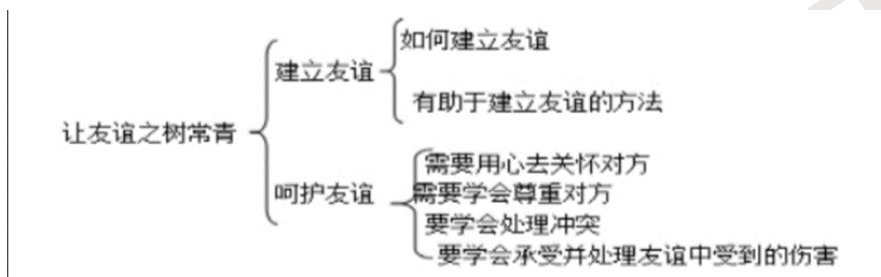 如何建立友谊
建立友谊
有助于建立友谊的方法
让友谊之树常青
需要用心去关怀对方
呵护友谊
需要学会尊重对方
要学会处理冲突
要学会承受并处理友谊中受到的伤害